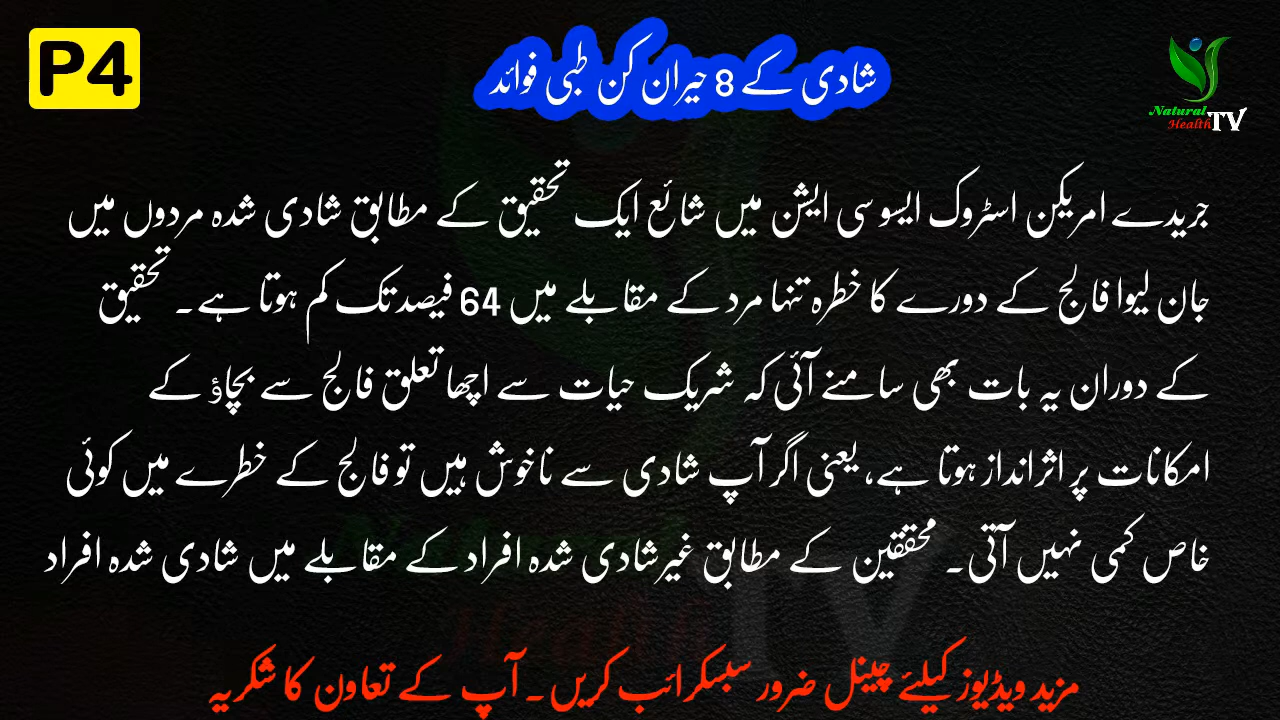 P4
شادی کے 8 حیران کن طبی فوائد
Natural
Health TV
جریدے امریکن اسٹروک ایسوسی ایشن میں شائع ایک تحقیق کے مطابق شادی شدہ مردوں میں
جان لیوا فالج کے دورے کا خطرہ تنہا مرد کے مقابلے میں 64 فیصد تک کم ہوتا ہے۔ تحقیق
کے دوران یہ بات بھی سامنے آئی کہ شریک حیات سے اچھا تعلق فالج سے بچاؤ کے
امکانات پر اثرانداز ہوتا ہے، یعنی اگر آپ شادی سے ناخوش ہیں تو فالج کے خطرے میں کوئی
خاص کمی نہیں آتی۔ محققین کے مطابق غیرشادی شدہ افراد کے مقابلے میں شادی شدہ افراد
مزید ویڈیوز کیلئے چینل ضرور سبسکرائب کریں۔ آپ کے تعاون کا شکریہ